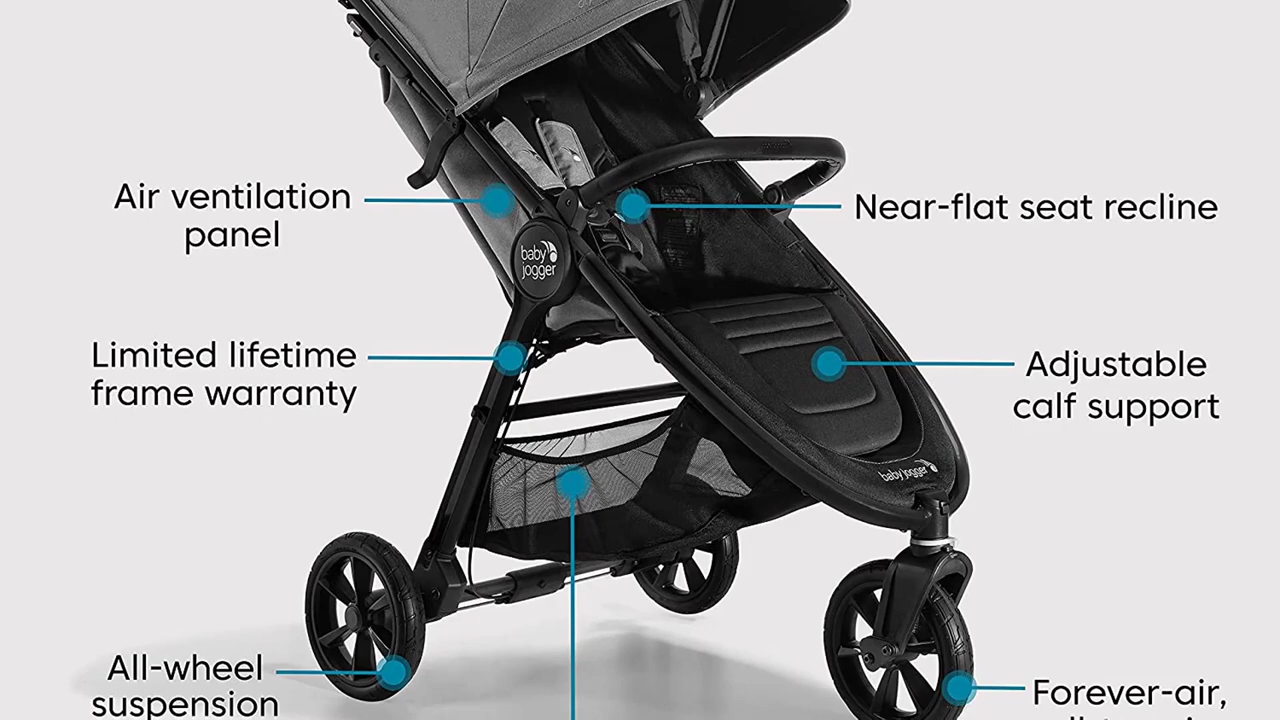 Air ventilation
panel
Near-flat seat recline
baby
jogger
Limited lifetime
frame warranty
Adjustable
calf support
baby jogger
All-wheel
suspension
Forever-air,